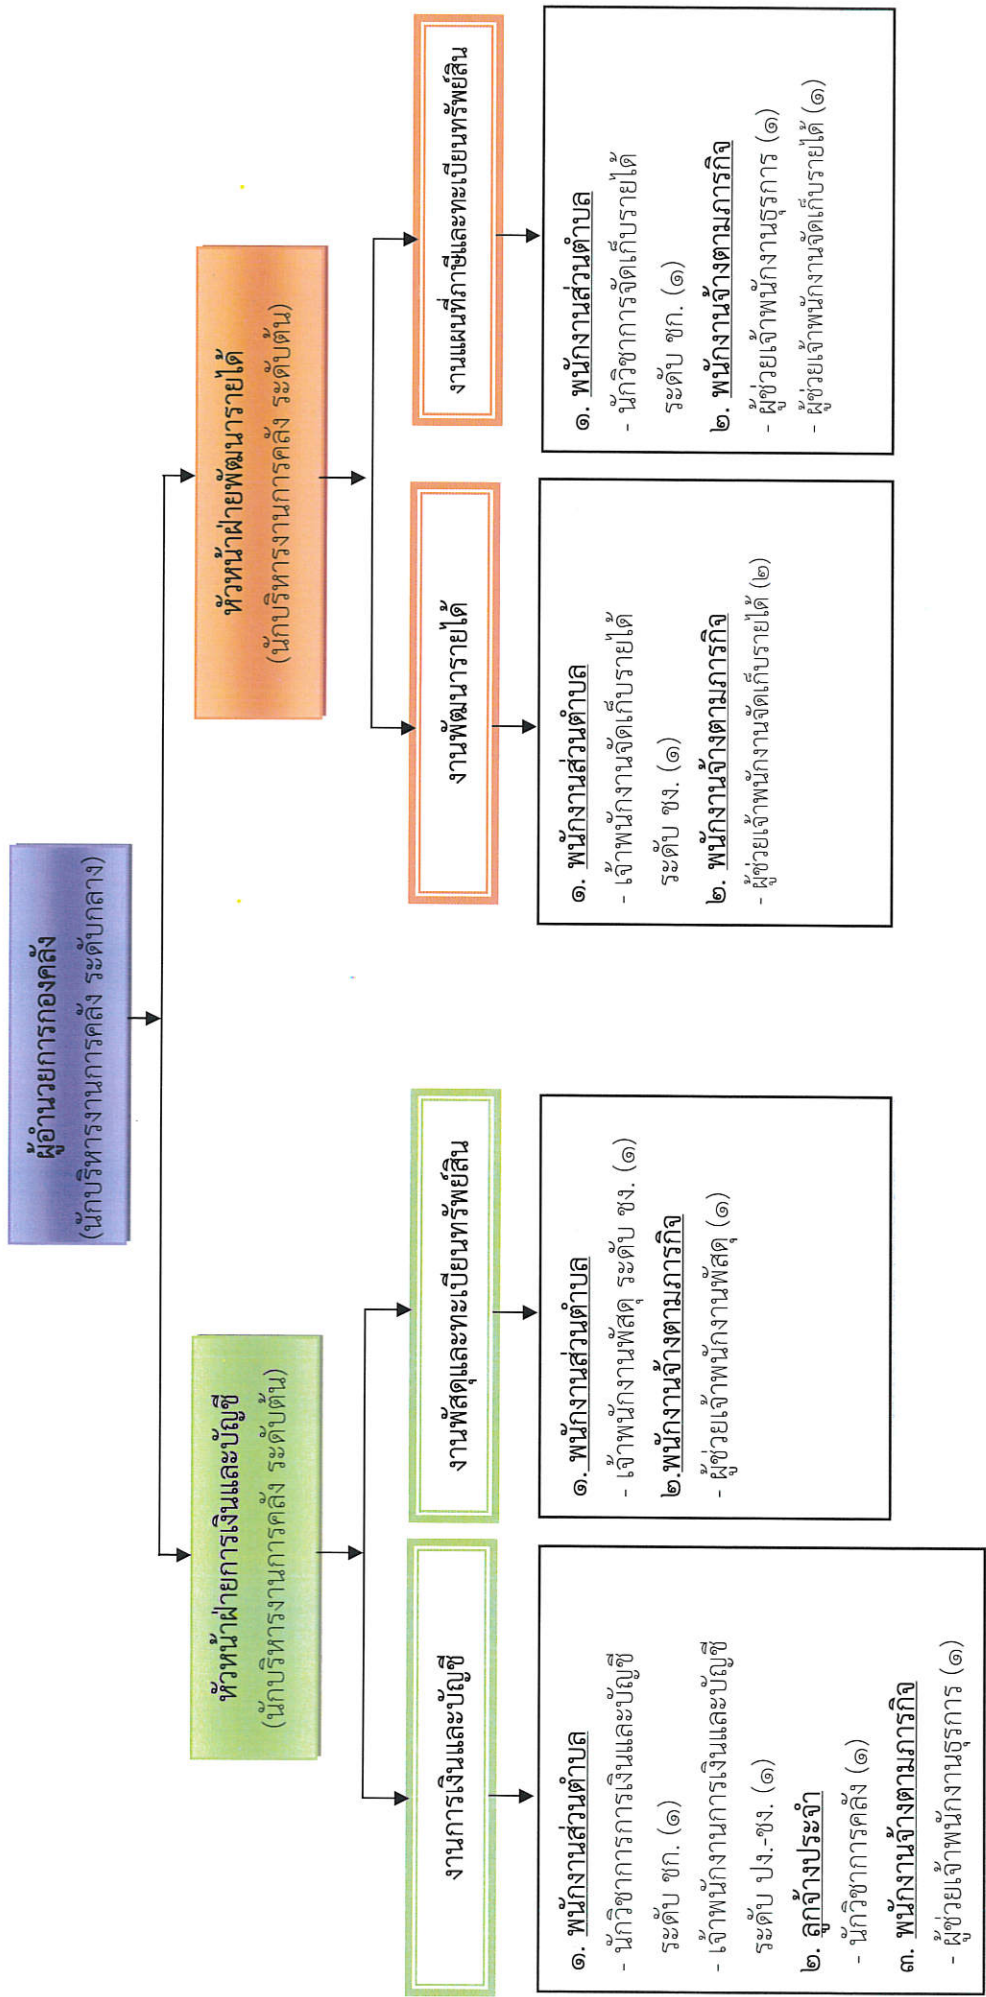 ผู้อำนวยการกองคลัง
(นักบริหารงานการคลัง ระดับกลาง)
หัวหน้าฝ่ายการเงินและบัญชี
(นักบริหารงานการคลัง ระดับต้น)
หัวหน้าฝ่ายพัฒนารายได้
(นักบริหารงานการคลัง ระดับต้น)
งานการเงินและบัญชี
งานพัสดุและทะเบียนทรัพย์สิน
งานพัฒนารายได้
งานแผนที่ภาษีและทะเบียนทรัพย์สิน
๑. พนักงานส่วนตำบล
- นักวิชาการการเงินและบัญชี
ระดับ ชก. (๑)
- เจ้าพนักงานการเงินและบัญชี
ระดับ ปง.-ชง. (๑)
๒. ลูกจ้างประจำ
- นักวิชาการคลัง (๑)
๓. พนักงานจ้างตามภารกิจ
- ผู้ช่วยเจ้าพนักงานธุรการ (๑)
๑. พนักงานส่วนตำบล
- เจ้าพนักงานพัสดุ ระดับ ชง. (๑)
๒.พนักงานจ้างตามภารกิจ
- ผู้ช่วยเจ้าพนักงานพัสดุ (๑)
๑. พนักงานส่วนตำบล
- เจ้าพนักงานจัดเก็บรายได้
ระดับ ชง. (๑)
๒. พนักงานจ้างตามภารกิจ
- ผู้ช่วยเจ้าพนักงานจัดเก็บรายได้ (๒)
๑. พนักงานส่วนตำบล
- นักวิชาการจัดเก็บรายได้
ระดับ ชก. (๑)
๒. พนักงานจ้างตามภารกิจ
- ผู้ช่วยเจ้าพนักงานธุรการ (๑)
- ผู้ช่วยเจ้าพนักงานจัดเก็บรายได้ (๑)